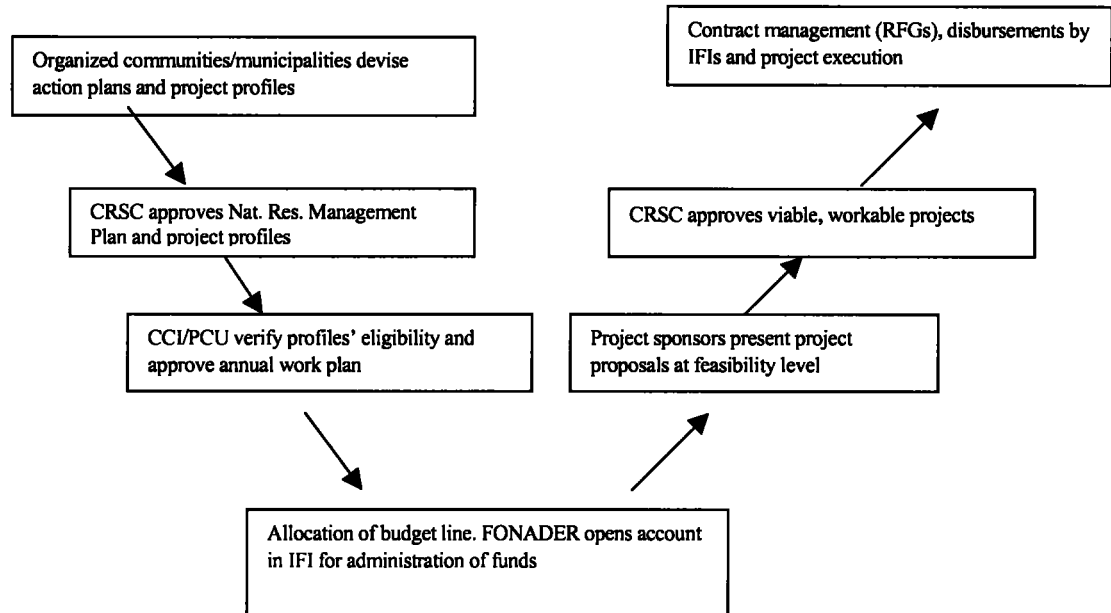 Organized communities/municipalities devise
action plans and project profiles
CRSC approves Nat. Res. Management
Plan and project profiles
CCI/PCU verify profiles' eligibility and
approve annual work plan
Allocation of budget line. FONADER opens account
in IFI for administration of funds
Project sponsors present project
proposals at feasibility level
CRSC approves viable, workable projects
Contract management (RFGs), disbursements by
IFIs and project execution